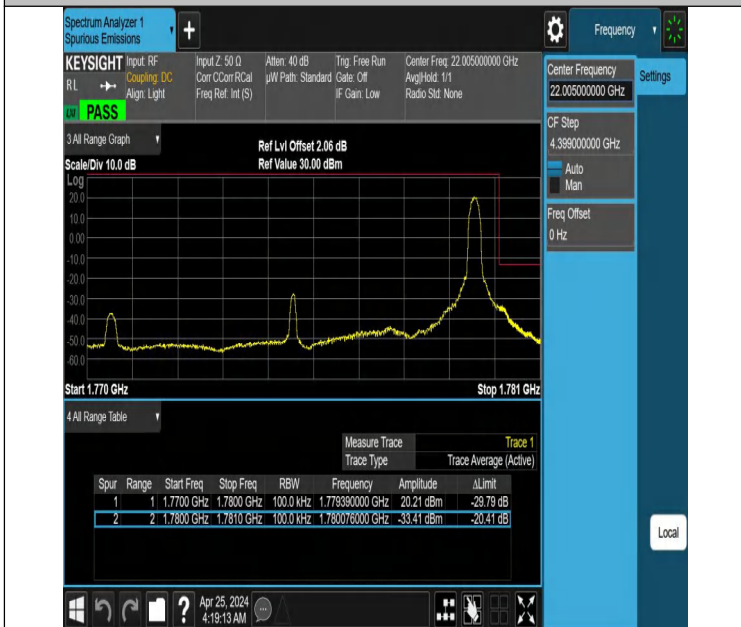 Spectrum Analyzer 1
Spurious Emissions
Frequency
KEYSIGHT
RL
Input: RF
Coupling: DC
Align: Light
Input Z: 50 Ω
Corr CCorr RCal
Freq Ref: Int (S)
Atten: 40 dB
µW Path: Standard
Trig: Free Run
Gate: Off
IF Gain: Low
Center Freq: 22.005000000 GHz
Avg|Hold: 1/1
Radio Std: None
PASS
Center Frequency
22.005000000 GHz
Settings
CF Step
4.399000000 GHz
Auto
Man
Freq Offset
0 Hz
3 All Range Graph
Ref Lvl Offset 2.06 dB
Scale/Div 10.0 dB
Ref Value 30.00 dBm
Log
20.0
10.0
0.00
-10.0
-20.0
-30.0
-40.0
-50.0
-60.0
Start 1.770 GHz
Stop 1.781 GHz
4 All Range Table
Measure Trace Trace 1
Trace Type Trace Average (Active)
Spur Range Start Freq Stop Freq RBW Frequency Amplitude ΔLimit
1 1 1.7700 GHz 1.7800 GHz 100.0 kHz 1.779390000 GHz 20.21 dBm -29.79 dB
2 2 1.7800 GHz 1.7810 GHz 100.0 kHz 1.780076000 GHz -33.41 dBm -20.41 dB
Local
?
Apr 25, 2024
4:19:13 AM